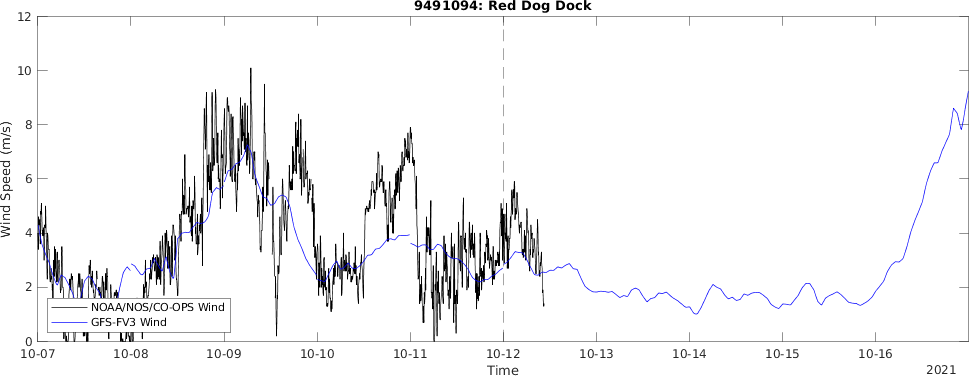 9491094: Red Dog Dock
Wind Speed (m/s)
12
10
8
6
4
2
0
NOAA/NOS/CO-OPS Wind
GFS-FV3 Wind
10-07 10-08 10-09 10-10 10-11 10-12 10-13 10-14 10-15 10-16
Time
2021